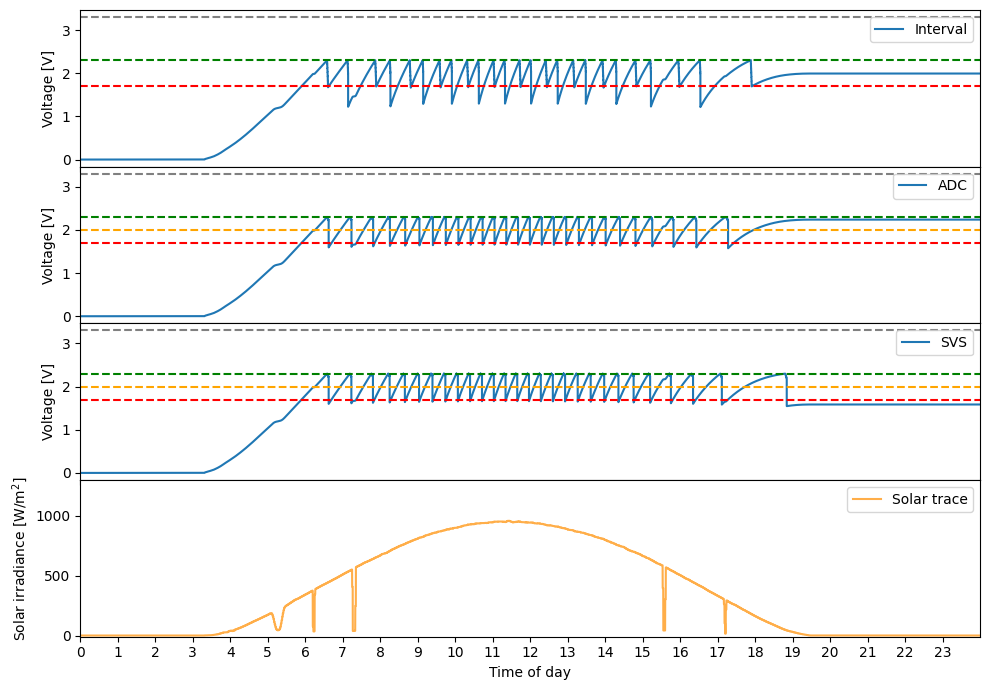 Interval
Voltage [V]
3
2
1
0
ADC
Voltage [V]
3
2
1
0
SVS
Voltage [V]
3
2
1
0
Solar trace
Solar irradiance [W/m²]
1000
500
0
0 1 2 3 4 5 6 7 8 9 10 11 12 13 14 15 16 17 18 19 20 21 22 23
Time of day